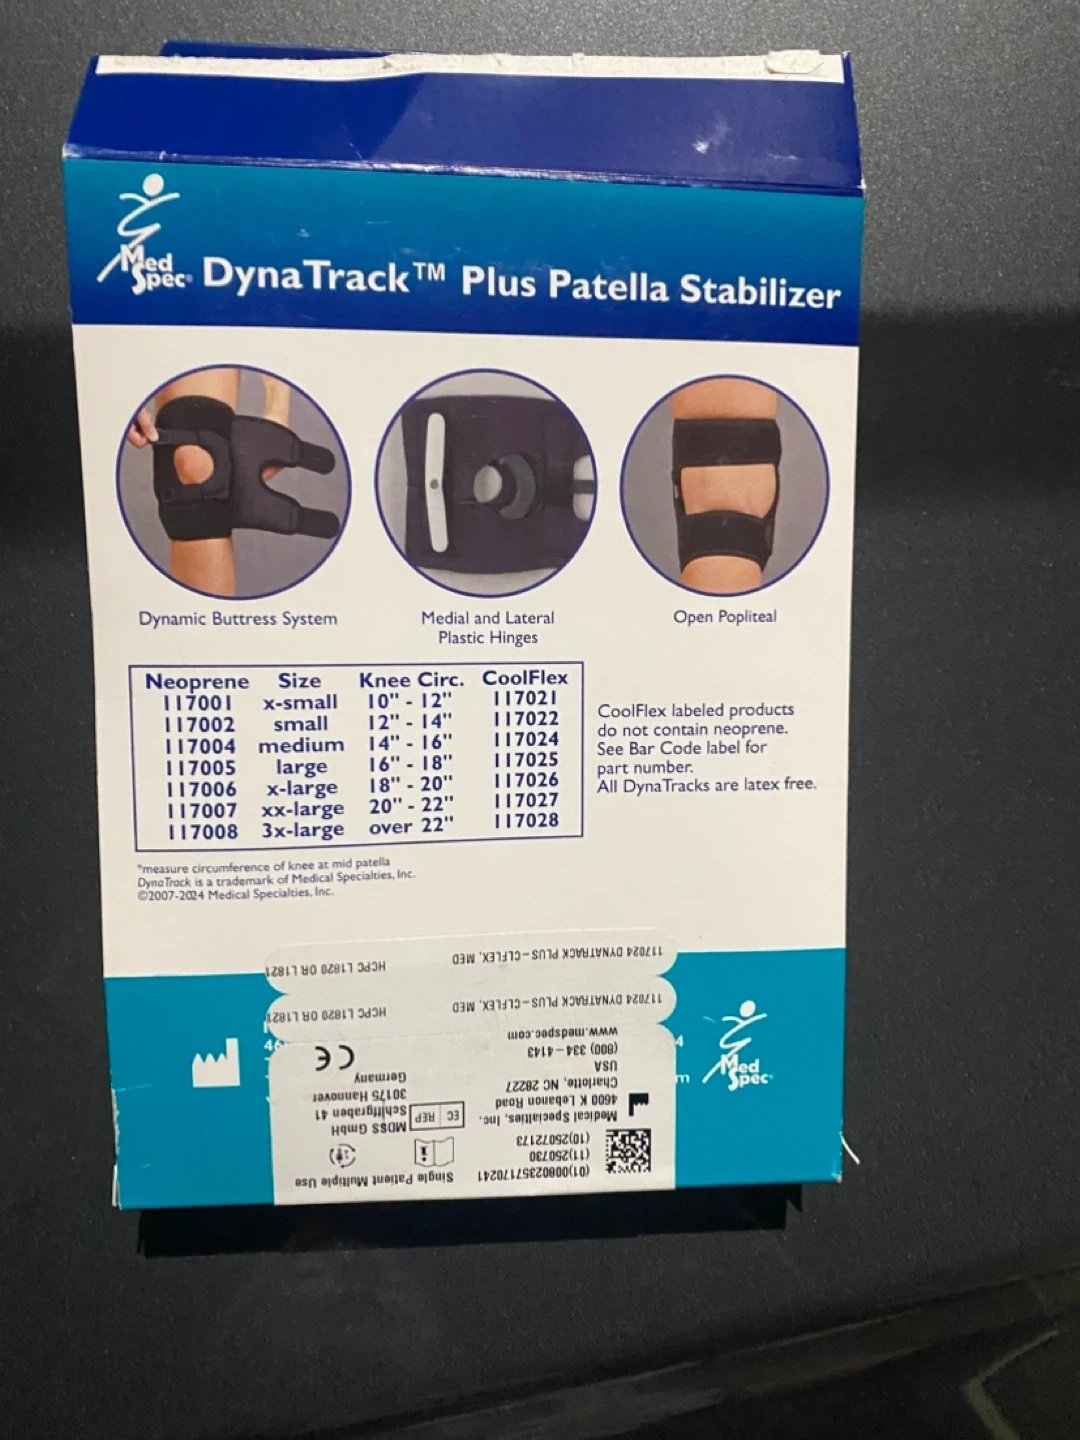 Med
Spec®
DynaTrack™ Plus Patella Stabilizer
Dynamic Buttress System
Medial and Lateral
Plastic Hinges
Open Popliteal
Neoprene Size Knee Circ. CoolFlex
117001 x-small 10" - 12" 117021
117002 small 12" - 14" 117022
117004 medium 14" - 16" 117024
117005 large 16" - 18" 117025
117006 x-large 18" - 20" 117026
117007 xx-large 20" - 22" 117027
117008 3x-large over 22" 117028
CoolFlex labeled products
do not contain neoprene.
See Bar Code label for
part number.
All DynaTracks are latex free.
*measure circumference of knee at mid patella
DynaTrack is a trademark of Medical Specialties, Inc.
©2007-2024 Medical Specialties, Inc.
(01)00802357170241
(11)250730
(10)25072173
Single Patient Multiple Use
Medical Specialties, Inc.
4600 K Lebanon Road
Charlotte, NC 28227
USA
(800) 334-4143
www.medspec.com
EC REP
MDSS GmbH
Schiffgraben 41
30175 Hannover
Germany
CE
117024 DYNATRACK PLUS-CLFLEX, MED HCPC L1820 OR L1821
117024 DYNATRACK PLUS-CLFLEX, MED HCPC L1820 OR L1821
Med
Spec®